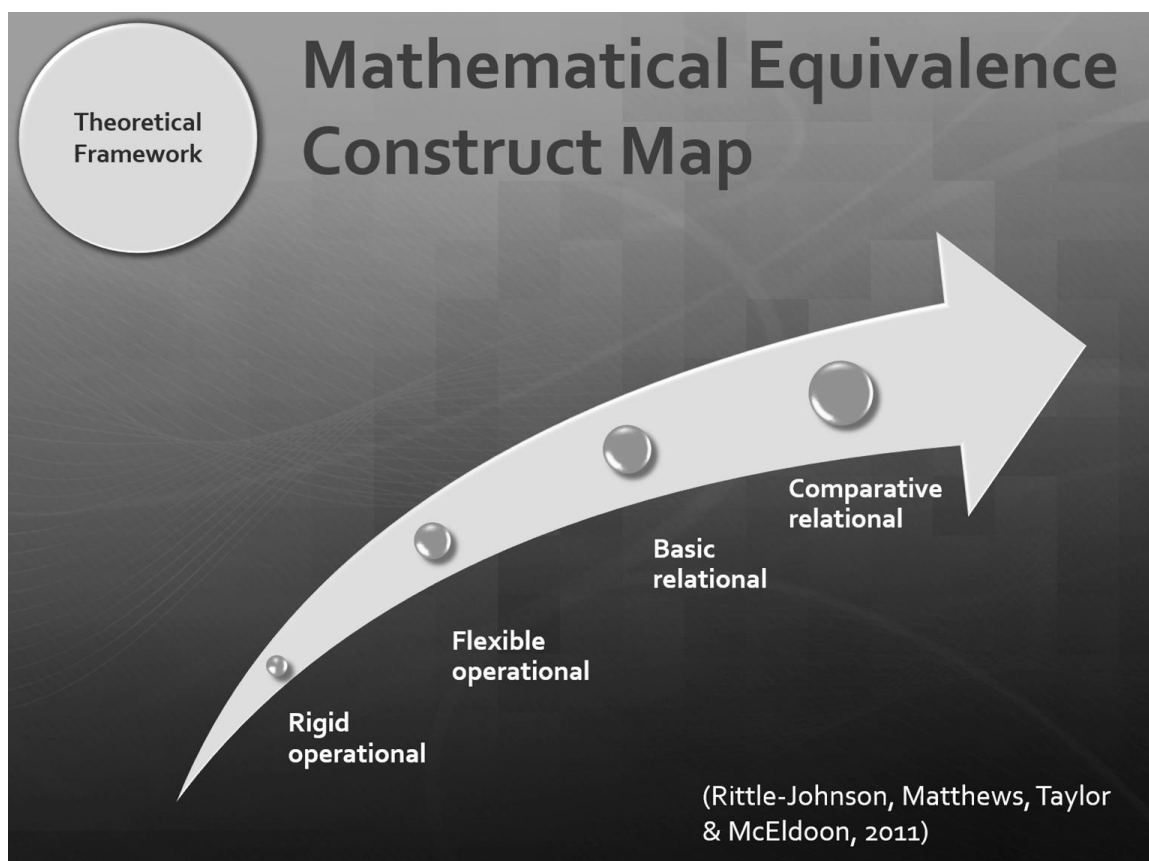 Theoretical
Framework
Mathematical Equivalence
Construct Map
Comparative
relational
Basic
relational
Flexible
operational
Rigid
operational
(Rittle-Johnson, Matthews, Taylor
& McEldoon, 2011)